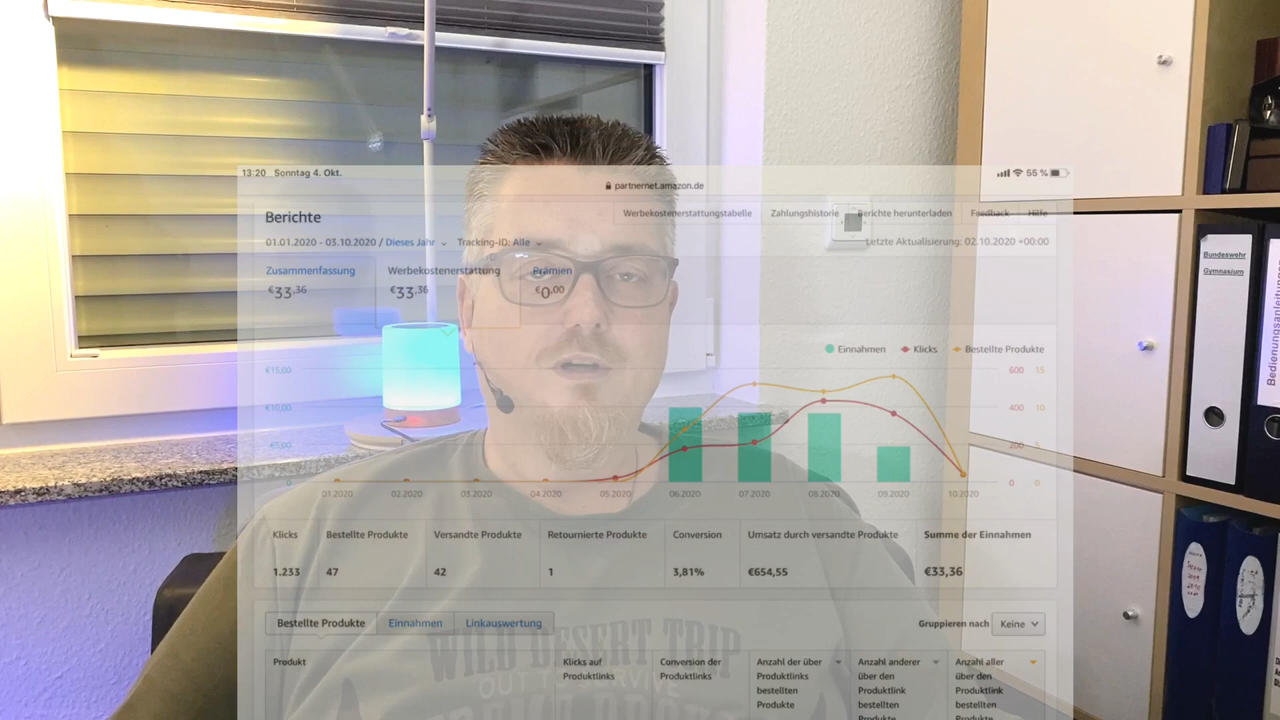 13:20 Sonntag 4. Okt.
55 %
partnernet.amazon.de
Berichte
Werbekostenerstattungstabelle Zahlungshistorie Berichte herunterladen Feedback Hilfe
01.01.2020 - 03.10.2020 / Dieses Jahr Tracking-ID: Alle
Letzte Aktualisierung: 02.10.2020 +00:00
Zusammenfassung Werbekostenerstattung Prämien
€33,36 €33,36 €0,00
Einnahmen Klicks Bestellte Produkte
€15,00 600 15
€10,00 400 10
€5,00 200 5
0 0 0
01.2020 02.2020 03.2020 04.2020 05.2020 06.2020 07.2020 08.2020 09.2020 10.2020
Klicks Bestellte Produkte Versandte Produkte Retournierte Produkte Conversion Umsatz durch versandte Produkte Summe der Einnahmen
1.233 47 42 1 3,81% €654,55 €33,36
Bestellte Produkte Einnahmen Linkauswertung
Gruppieren nach Keine
Produkt
Klicks auf Produktlinks
Conversion der Produktlinks
Anzahl der über Produktlinks bestellten Produkte
Anzahl anderer über den Produktlink bestellten Produkte
Anzahl aller über den Produktlink bestellten Produkte
WILD DESERT TRIP
OUT TO SURVIVE
Bundeswehr
Gymnasium
Bedienungsanleitungen